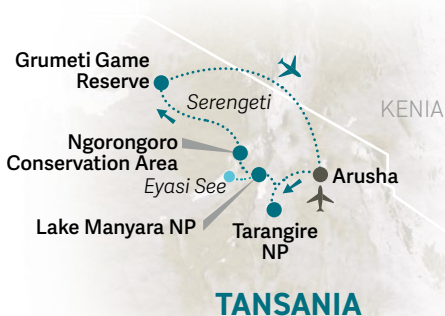 Grumeti Game
Reserve
Serengeti
KENIA
Ngorongoro
Conservation Area
Eyasi See
Arusha
Lake Manyara NP
Tarangire
NP
TANSANIA